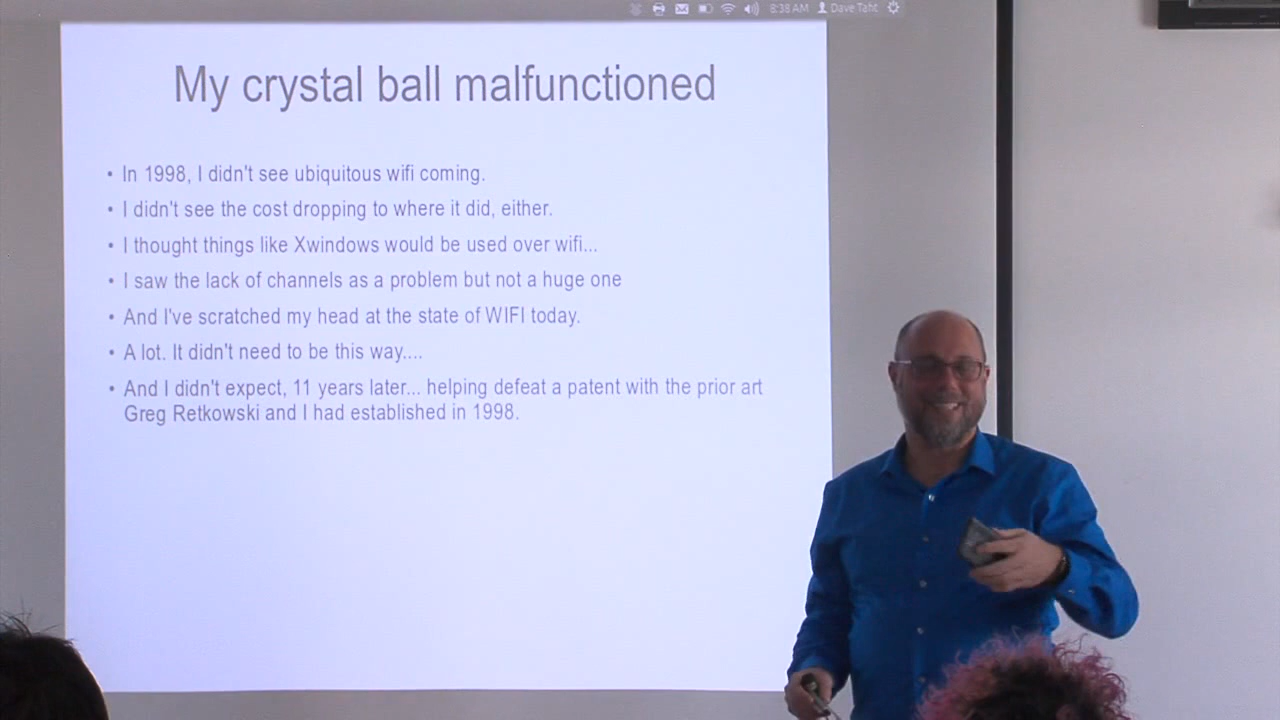 8:38 AM Dave Taht
My crystal ball malfunctioned
• In 1998, I didn't see ubiquitous wifi coming.
• I didn't see the cost dropping to where it did, either.
• I thought things like Xwindows would be used over wifi...
• I saw the lack of channels as a problem but not a huge one
• And I've scratched my head at the state of WIFI today.
• A lot. It didn't need to be this way....
• And I didn't expect, 11 years later... helping defeat a patent with the prior art
Greg Retkowski and I had established in 1998.